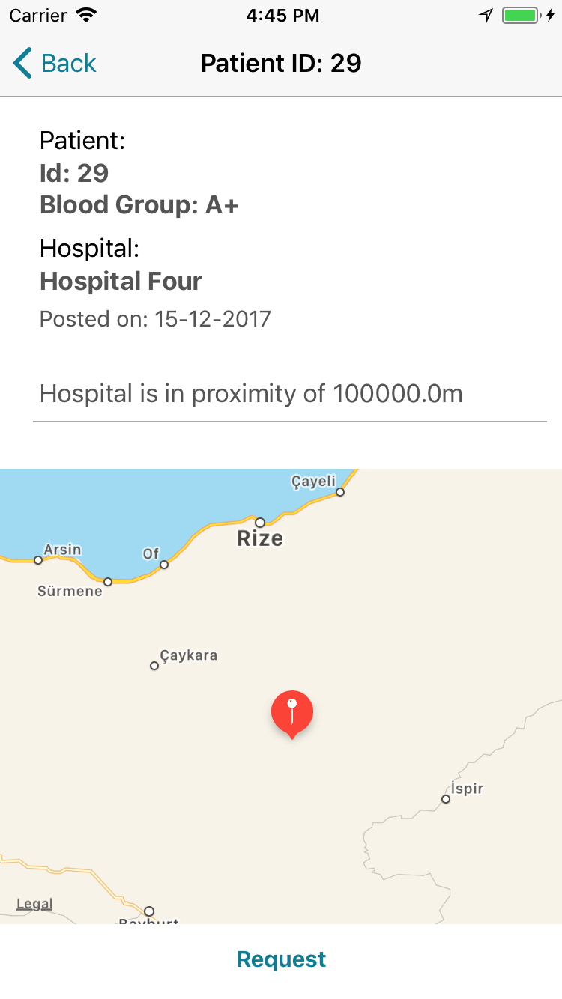 Carrier 4:45 PM
Back Patient ID: 29
Patient:
Id: 29
Blood Group: A+
Hospital:
Hospital Four
Posted on: 15-12-2017
Hospital is in proximity of 100000.0m
Çayeli
Rize
Arsin
Of
Sürmene
Çaykara
İspir
Legal
Bayburt
Request